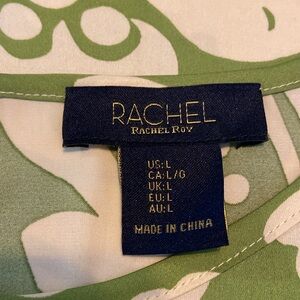 RACHEL
RACHEL ROY
US:L
CA:L/G
UK:L
EU:L
AU:L
MADE IN CHINA